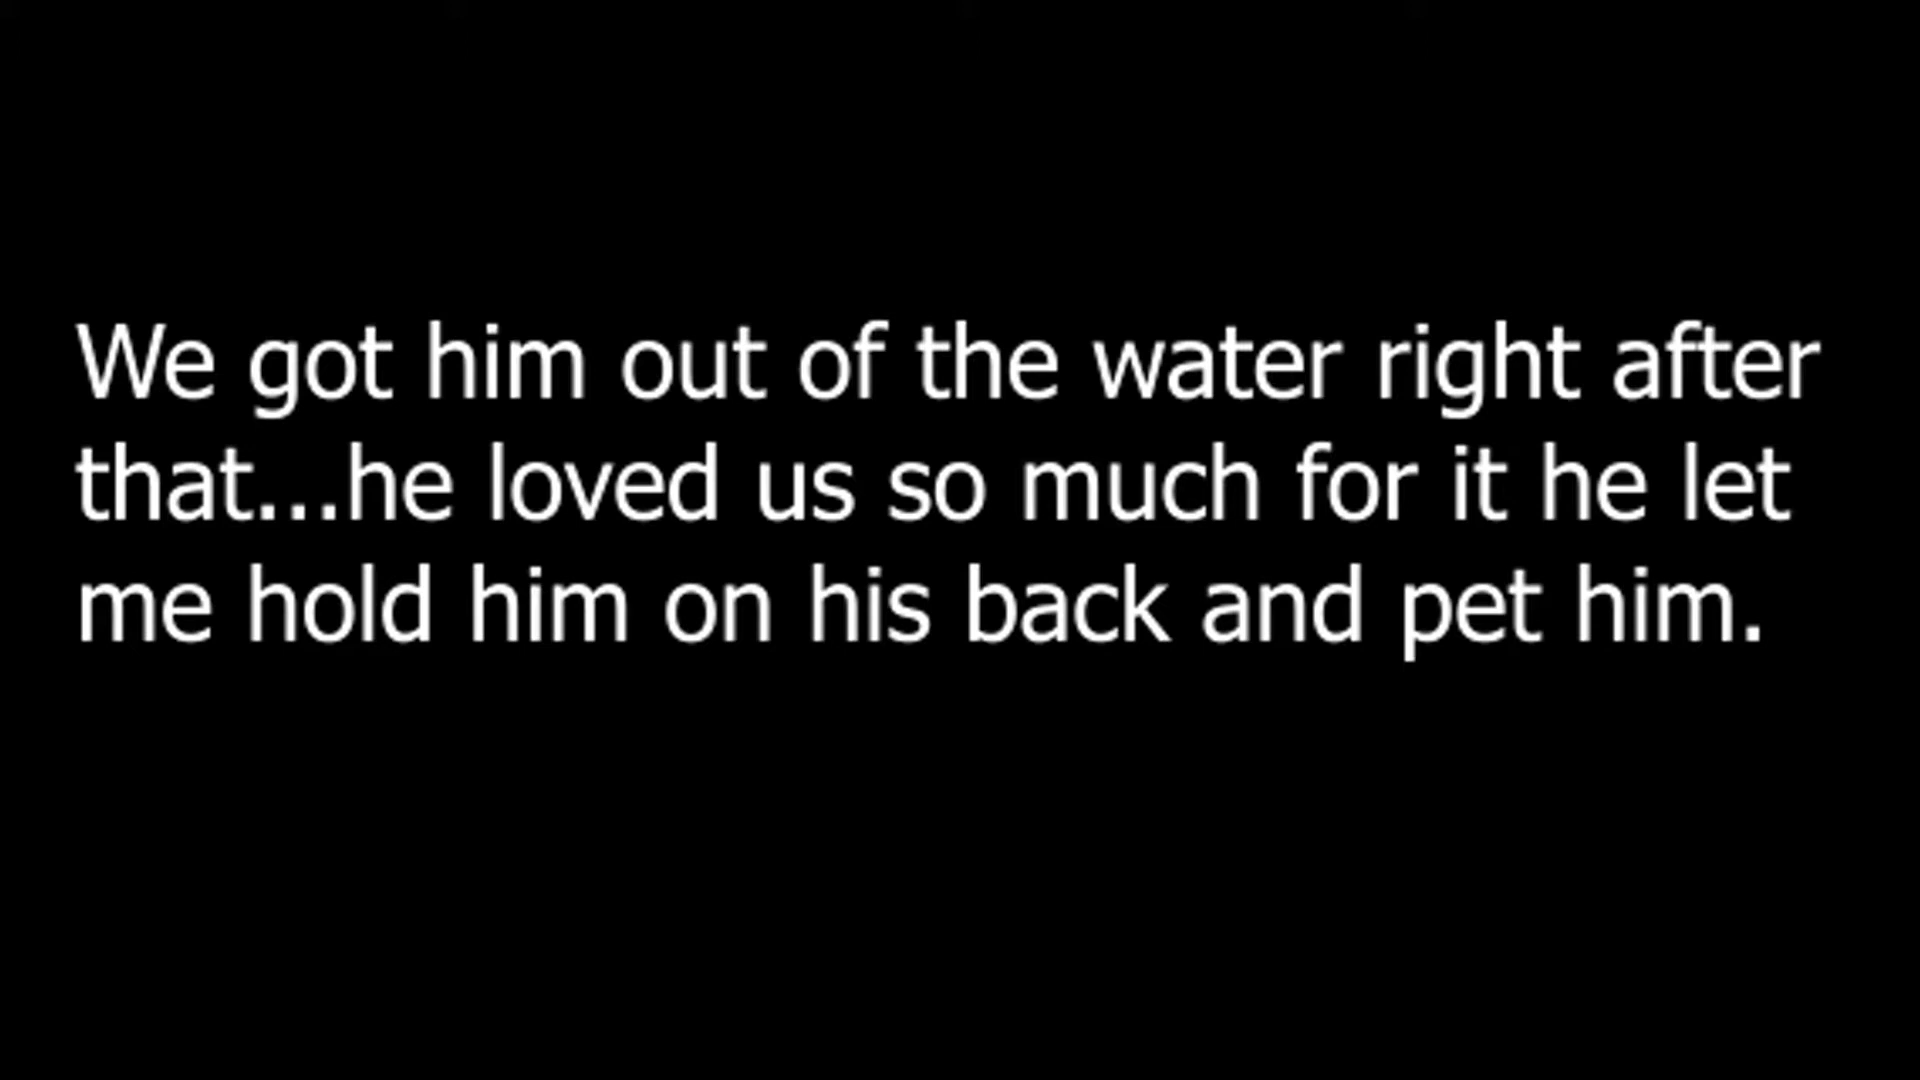 We got him out of the water right after
that...he loved us so much for it he let
me hold him on his back and pet him.